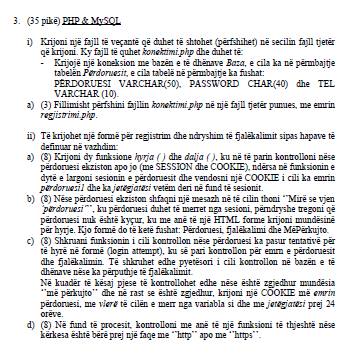 3. (35 pikë) PHP & MySQL
i) Krijoni një fajll të veçantë që duhet të shtohet (përfshihet) në secilin fajll tjetër
që krijoni. Ky fajll të quhet konektimi.php dhe duhet të:
- Krijojë një koneksion me bazën e të dhënave Baza, e cila ka në përmbajtje
tabelën Përdoruesit, e cila tabelë në përmbajtje ka fushat:
PËRDORUESI VARCHAR(50), PASSWORD CHAR(40) dhe TEL
VARCHAR (10).
a) (3) Fillimisht përfshini fajllin konektimi.php në një fajll tjetër punues, me emrin
regjistrimi.php.
ii) Të krijohet një formë për regjistrim dhe ndryshim të fjalëkalimit sipas hapave të
definuar në vazhdim:
a) (8) Krijoni dy funksione hyrja ( ) dhe dalja ( ), ku në të parin kontrolloni nëse
përdoruesi ekziston apo jo (me SESSION dhe COOKIE), ndërsa në funksionin e
dytë e largoni sesionin e përdoruesit dhe vendosni një COOKIE i cili ka emrin
përdoruesi1 dhe ka jetëgjatësi vetëm deri në fund të sesionit.
b) (8) Nëse përdoruesi ekziston shfaqni një mesazh në të cilin thoni ''Mirë se vjen
'përdoruesi''', ku përdoruesi duhet të merret nga sesioni, përndryshe tregoni që
përdoruesi nuk është kyçur, ku me anë të një HTML forme krijoni mundësinë
për hyrje. Kjo formë do të ketë fushat: Përdoruesi, fjalëkalimi dhe MëPërkujto.
c) (8) Shkruani funksionin i cili kontrollon nëse përdoruesi ka pasur tentativë për
të hyrë në formë (login attempt), ku së pari kontrollon për emrin e përdoruesit
dhe fjalëkalimin. Të shkruhet edhe pyetësori i cili kontrollon në bazën e të
dhënave nëse ka përputhje të fjalëkalimit.
Në kuadër të kësaj pjese të kontrollohet edhe nëse është zgjedhur mundësia
''më përkujto'' dhe në rast se është zgjedhur, krijoni një COOKIE më emrin
përdoruesi, me vlerë të cilën e merr nga variabla si dhe me jetëgjatësi prej 24
orëve.
d) (8) Në fund të procesit, kontrolloni me anë të një funksioni të thjeshtë nëse
kërkesa është bërë prej një faqe me ''http'' apo me ''https''.